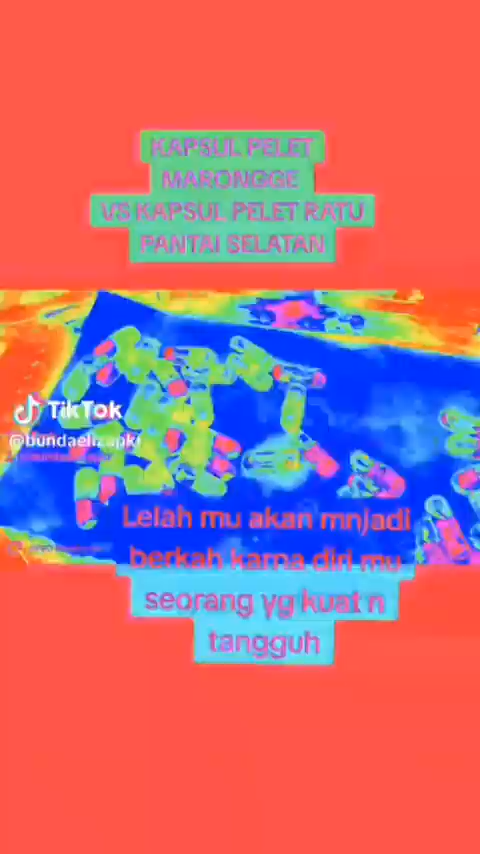 KAPSUL PELET
MARONGGE
VS KAPSUL PELET RATU
PANTAI SELATAN
TikTok
@bundaelizapki
Lelah mu akan mnjadi
berkah karna diri mu
seorang yg kuat n
tangguh